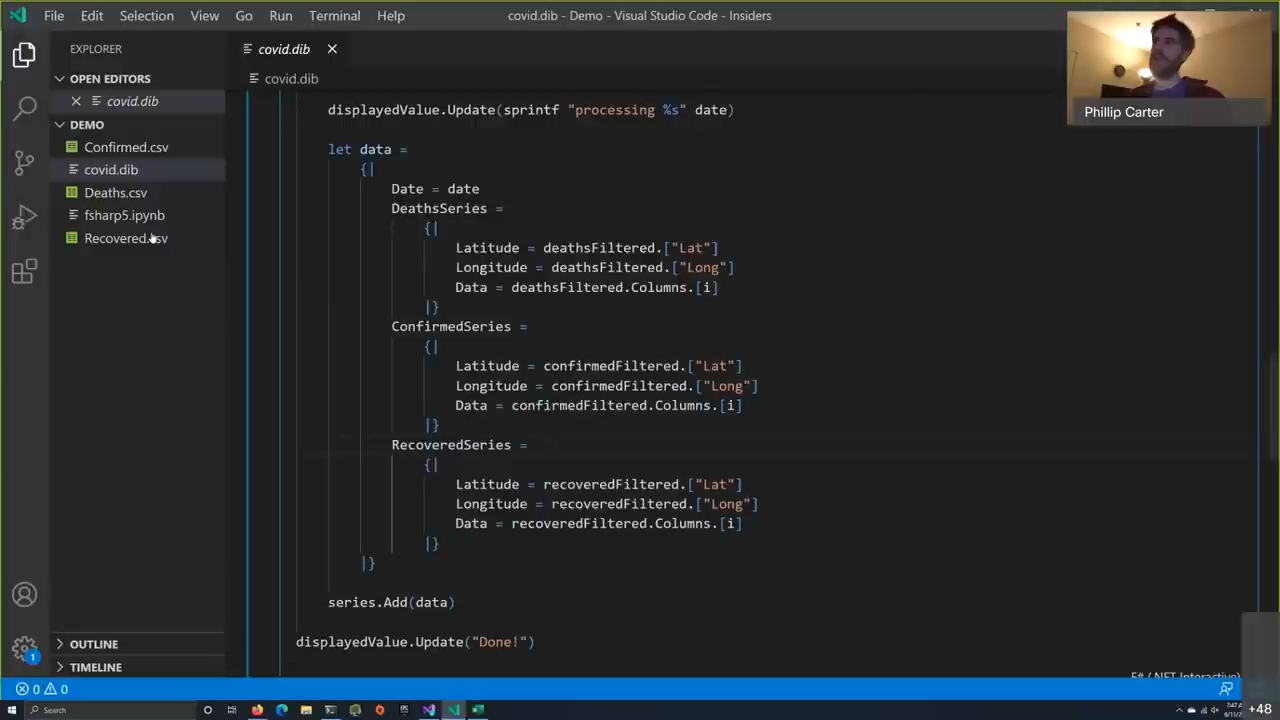 File Edit Selection View Go Run Terminal Help
covid.dib - Demo - Visual Studio Code - Insiders
EXPLORER
OPEN EDITORS
covid.dib
DEMO
Confirmed.csv
covid.dib
Deaths.csv
fsharp5.ipynb
Recovered.csv
OUTLINE
TIMELINE
covid.dib
covid.dib
Phillip Carter
displayedValue.Update(sprintf "processing %s" date)
let data =
{|
Date = date
DeathsSeries =
{|
Latitude = deathsFiltered.["Lat"]
Longitude = deathsFiltered.["Long"]
Data = deathsFiltered.Columns.[i]
|}
ConfirmedSeries =
{|
Latitude = confirmedFiltered.["Lat"]
Longitude = confirmedFiltered.["Long"]
Data = confirmedFiltered.Columns.[i]
|}
RecoveredSeries =
{|
Latitude = recoveredFiltered.["Lat"]
Longitude = recoveredFiltered.["Long"]
Data = recoveredFiltered.Columns.[i]
|}
|}
series.Add(data)
displayedValue.Update("Done!")
F# (.NET Interactive)
1
0 0
Search
+48